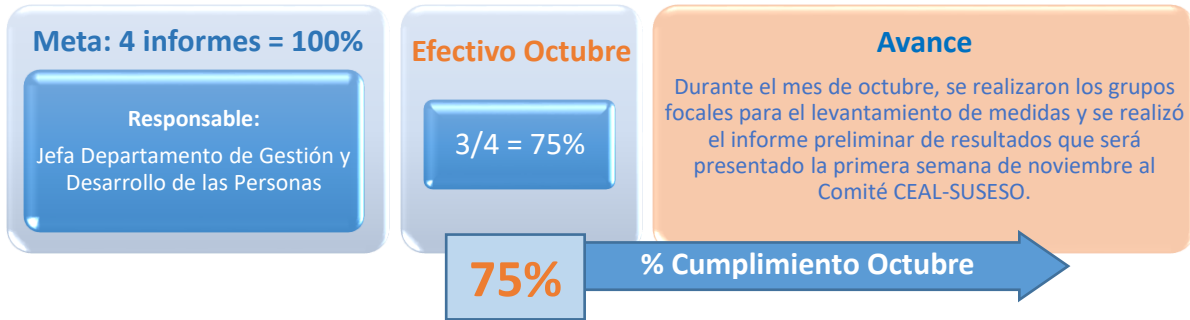 Meta: 4 informes = 100%
Responsable:
Jefa Departamento de Gestión y
Desarrollo de las Personas
Efectivo Octubre
3/4 = 75%
Avance
Durante el mes de octubre, se realizaron los grupos
focales para el levantamiento de medidas y se realizó
el informe preliminar de resultados que será
presentado la primera semana de noviembre al
Comité CEAL-SUSESO.
75%
% Cumplimiento Octubre